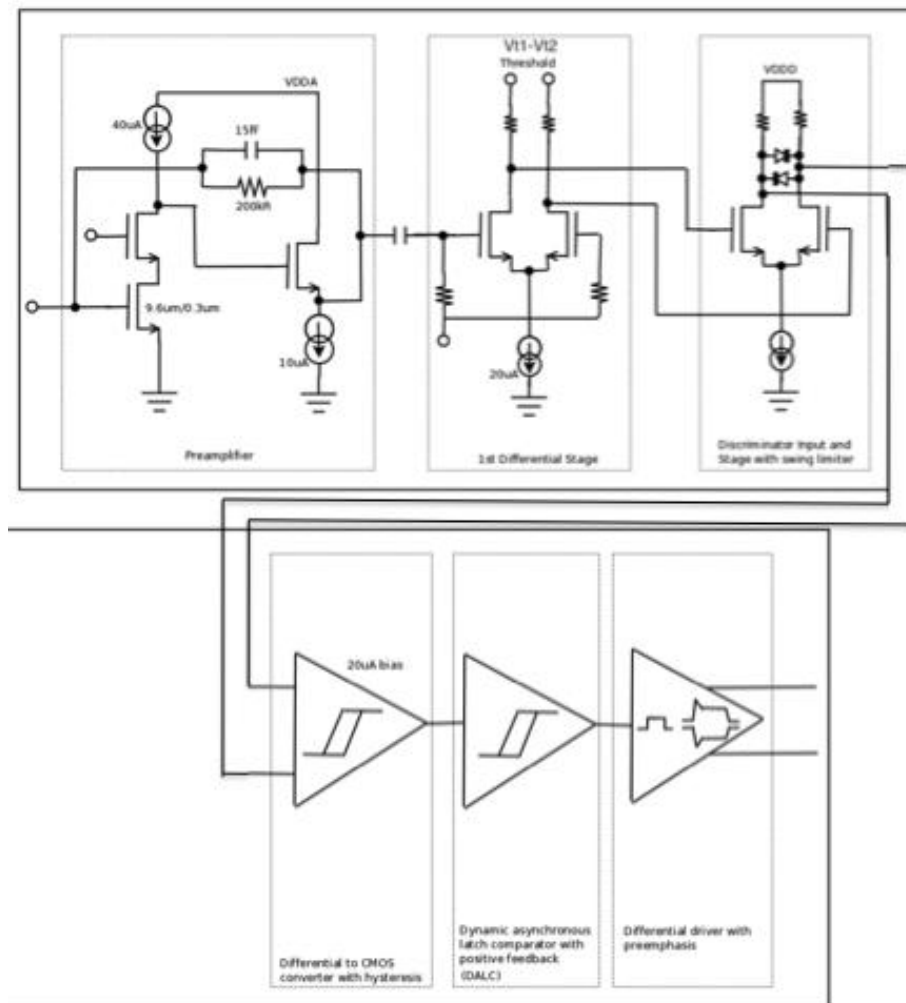 Vt1-Vt2
Threshold
VDDA
VDDD
40uA
15ff
200kft
9.6um/0.3um
10uA
20uA
Preamplifier
1st Differential Stage
Discriminator Input and
Stage with swing limiter
20uA bias
Differential to CMOS
converter with hysteresis
Dynamic asynchronous
latch comparator with
positive feedback
(DALC)
Differential driver with
preemphasis